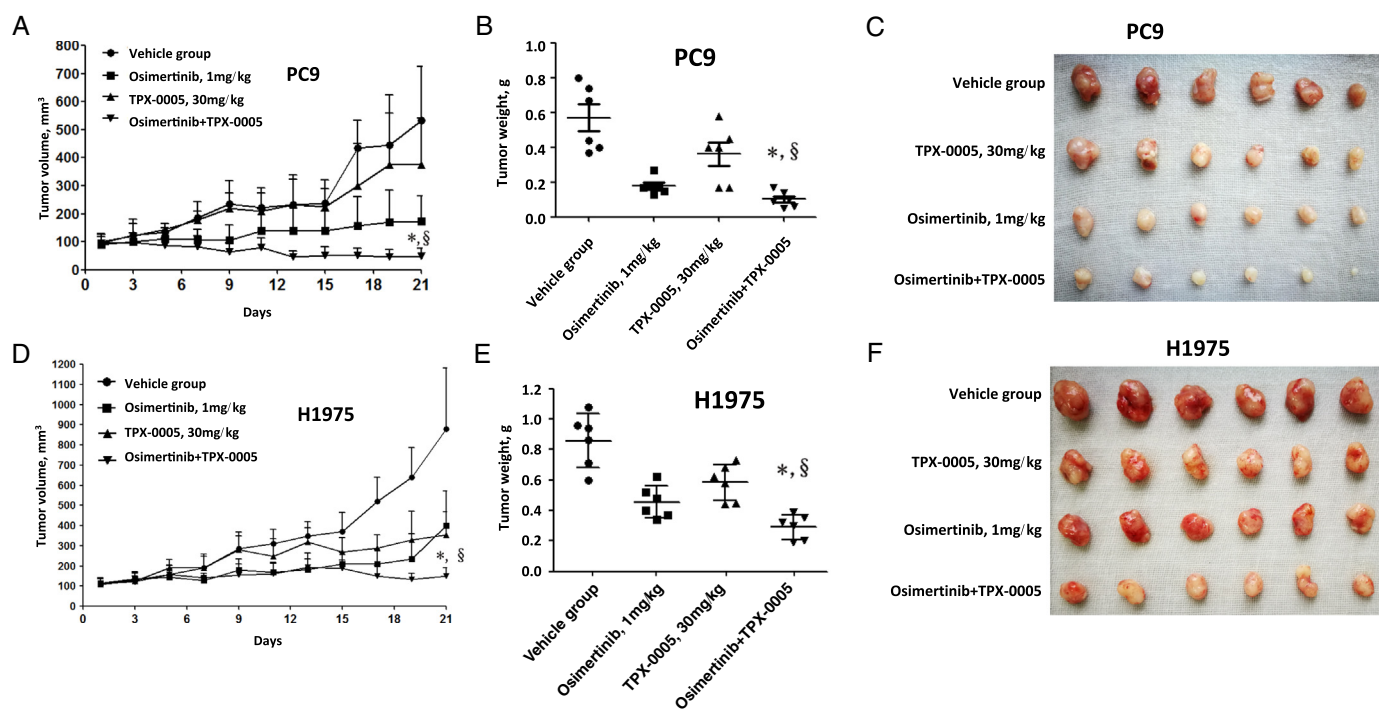 A
Tumor volume, mm³
800
700
600
500
400
300
200
100
0
Vehicle group
Osimertinib, 1mg/kg
TPX-0005, 30mg/kg
Osimertinib+TPX-0005
PC9
*,§
0 3 6 9 12 15 18 21
Days
B
Tumor weight, g
1.0
0.8
0.6
0.4
0.2
0.0
PC9
*, §
Vehicle group
Osimertinib, 1mg/kg
TPX-0005, 30mg/kg
Osimertinib+TPX-0005
C
PC9
Vehicle group
TPX-0005, 30mg/kg
Osimertinib, 1mg/kg
Osimertinib+TPX-0005
D
Tumor volume, mm³
1200
1100
1000
900
800
700
600
500
400
300
200
100
0
Vehicle group
Osimertinib, 1mg/kg
TPX-0005, 30mg/kg
Osimertinib+TPX-0005
H1975
*, §
0 3 6 9 12 15 18 21
Days
E
Tumor weight, g
1.2
1.0
0.8
0.6
0.4
0.2
0.0
H1975
*, §
Vehicle group
Osimertinib, 1mg/kg
TPX-0005, 30mg/kg
Osimertinib+TPX-0005
F
H1975
Vehicle group
TPX-0005, 30mg/kg
Osimertinib, 1mg/kg
Osimertinib+TPX-0005